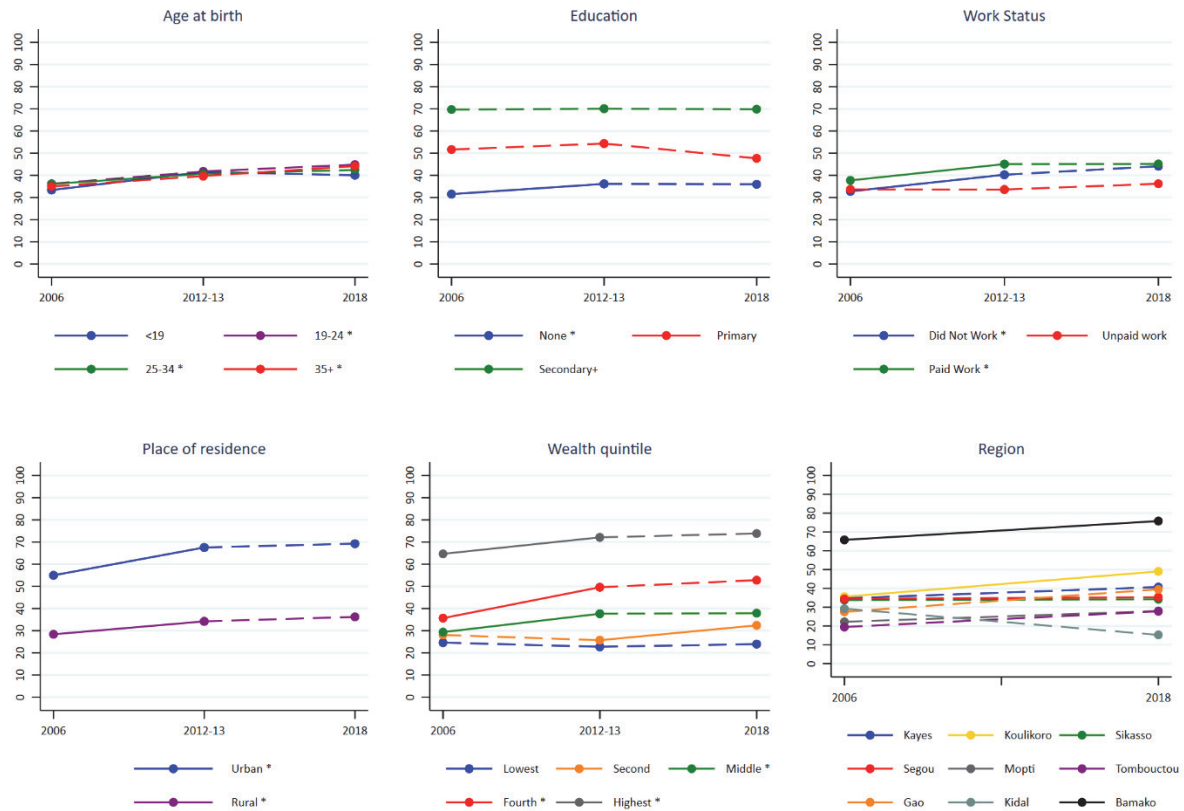 Age at birth
100
90
80
70
60
50
40
30
20
10
0
2006 2012-13 2018
<19 19-24 *
25-34 * 35+ *
Education
100
90
80
70
60
50
40
30
20
10
0
2006 2012-13 2018
None * Primary
Secondary+
Work Status
100
90
80
70
60
50
40
30
20
10
0
2006 2012-13 2018
Did Not Work * Unpaid work
Paid Work *
Place of residence
100
90
80
70
60
50
40
30
20
10
0
2006 2012-13 2018
Urban *
Rural *
Wealth quintile
100
90
80
70
60
50
40
30
20
10
0
2006 2012-13 2018
Lowest Second Middle *
Fourth * Highest *
Region
100
90
80
70
60
50
40
30
20
10
0
2006 2018
Kayes Koulikoro Sikasso
Segou Mopti Tombouctou
Gao Kidal Bamako